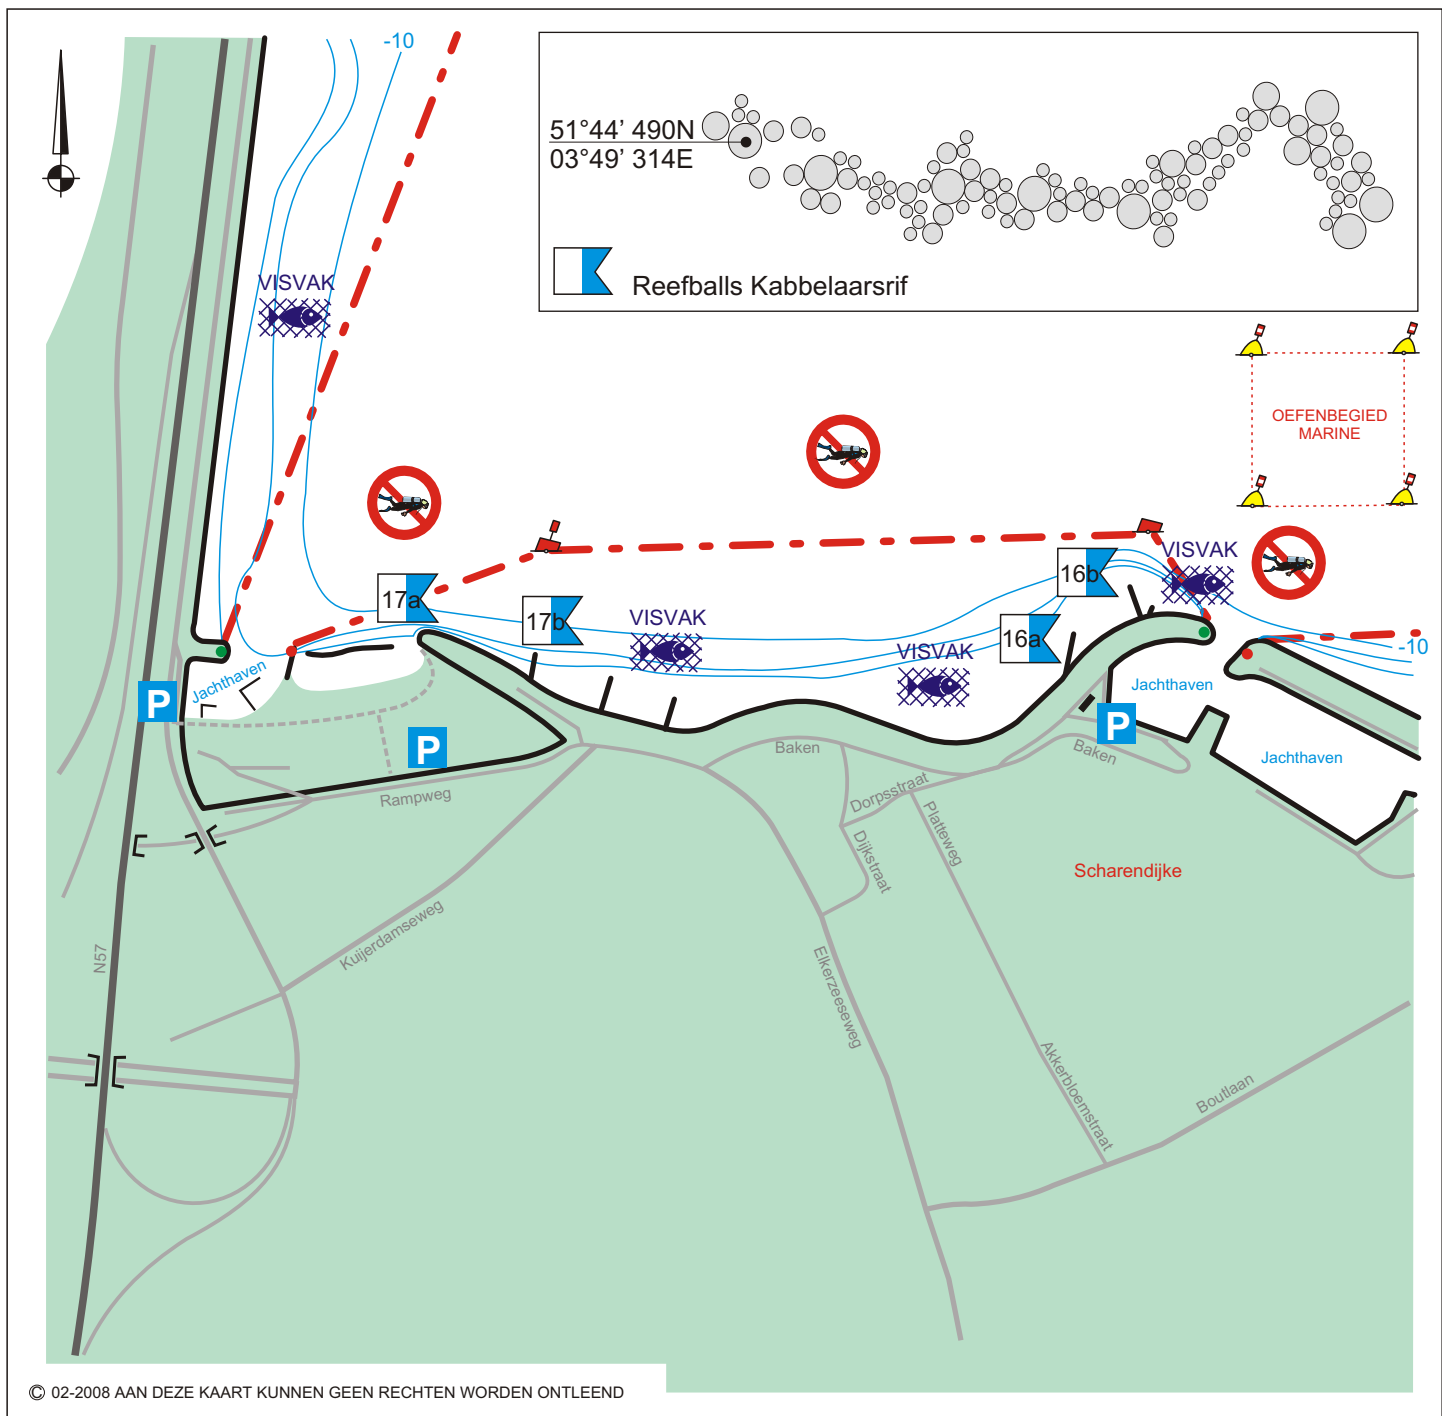 -10
51°44’ 490N
03°49’ 314E
Reefballs Kabbelaarsrif
VISVAK
OEFENBEGIED
MARINE
VISVAK
16b
17a
17b
VISVAK
16a
VISVAK
-10
Jachthaven
Jachthaven
P
P
P
Baken
Baken
Jachthaven
Rampweg
Dorpsstraat
Platteweg
Dijkstraat
Scharendijke
Kuijerdamseweg
N57
Elkerzeeseweg
Akkerbloemstraat
Boutlaan
© 02-2008 AAN DEZE KAART KUNNEN GEEN RECHTEN WORDEN ONTLEEND